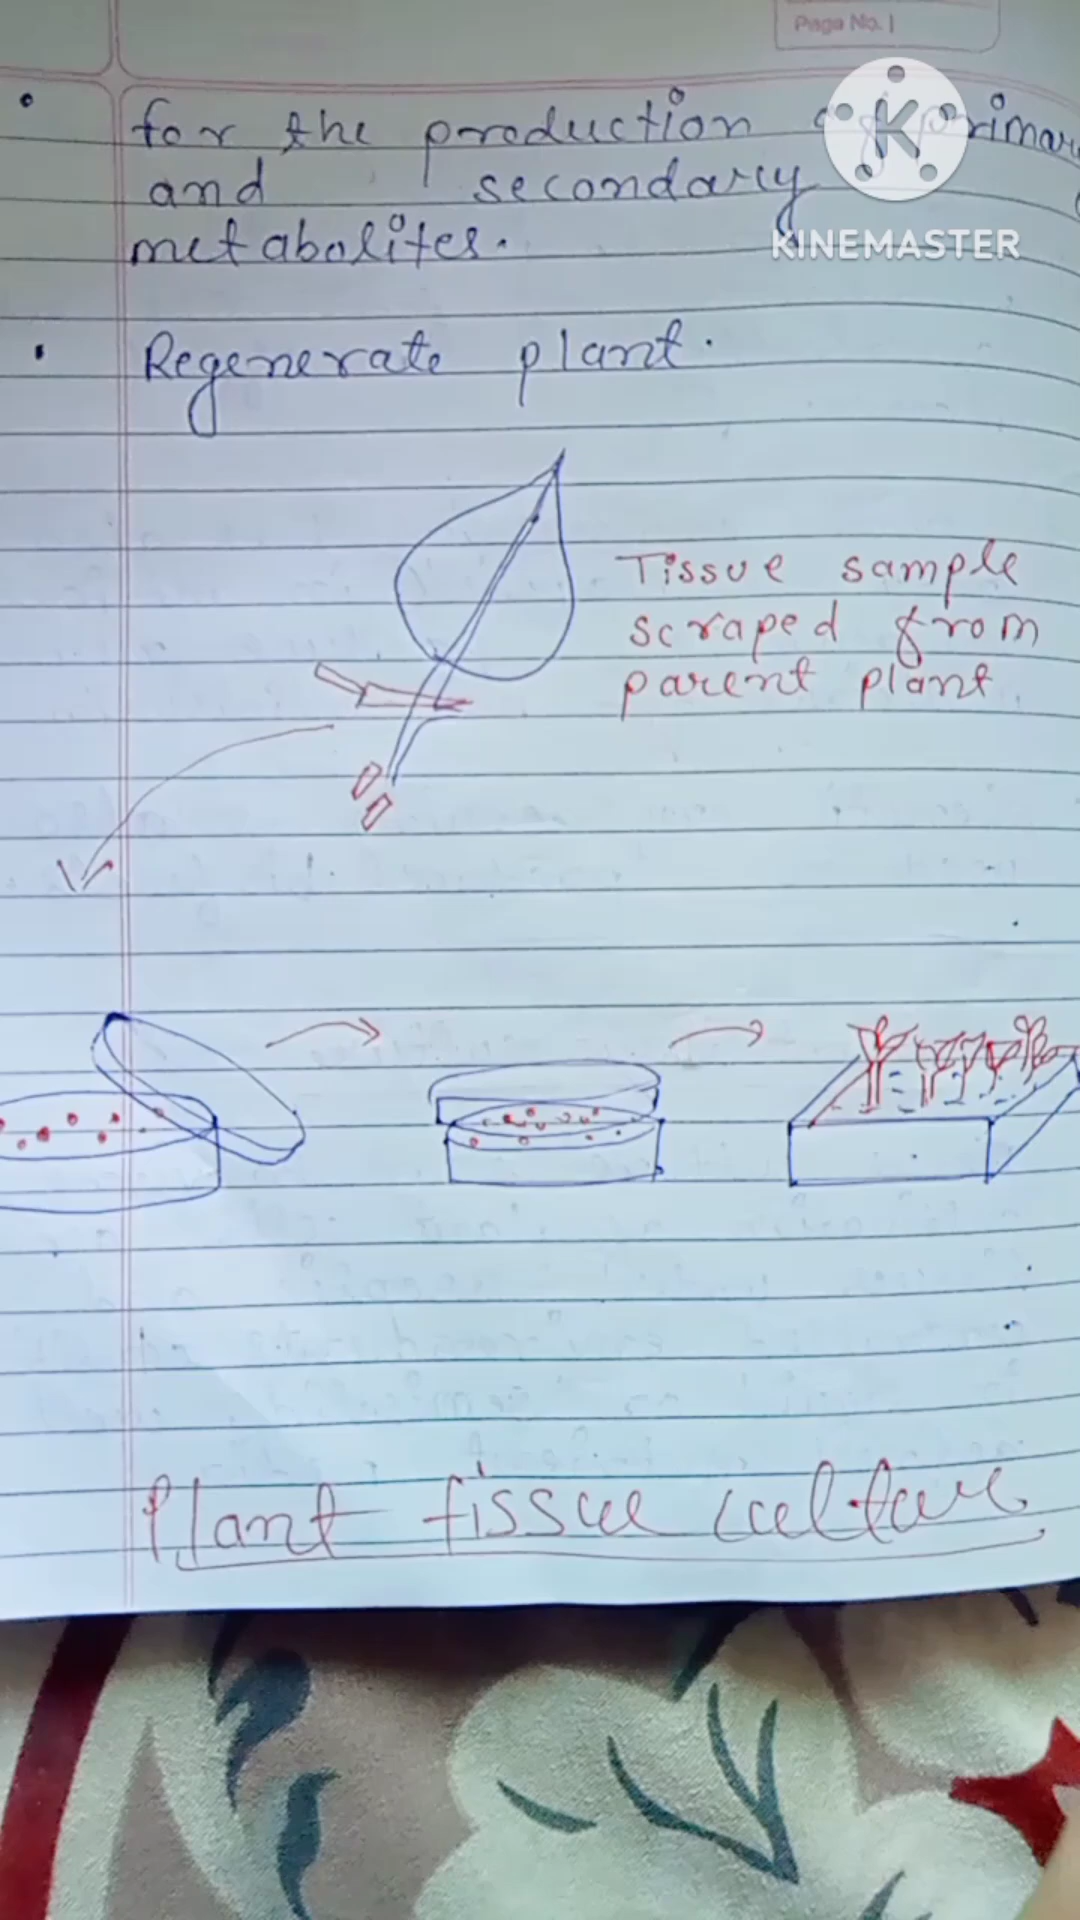 Page No.
for the production of primary
and secondary
metabolites.
KINEMASTER
Regenerate plant.
Tissue sample
scraped from
parent plant
Plant tissue culture